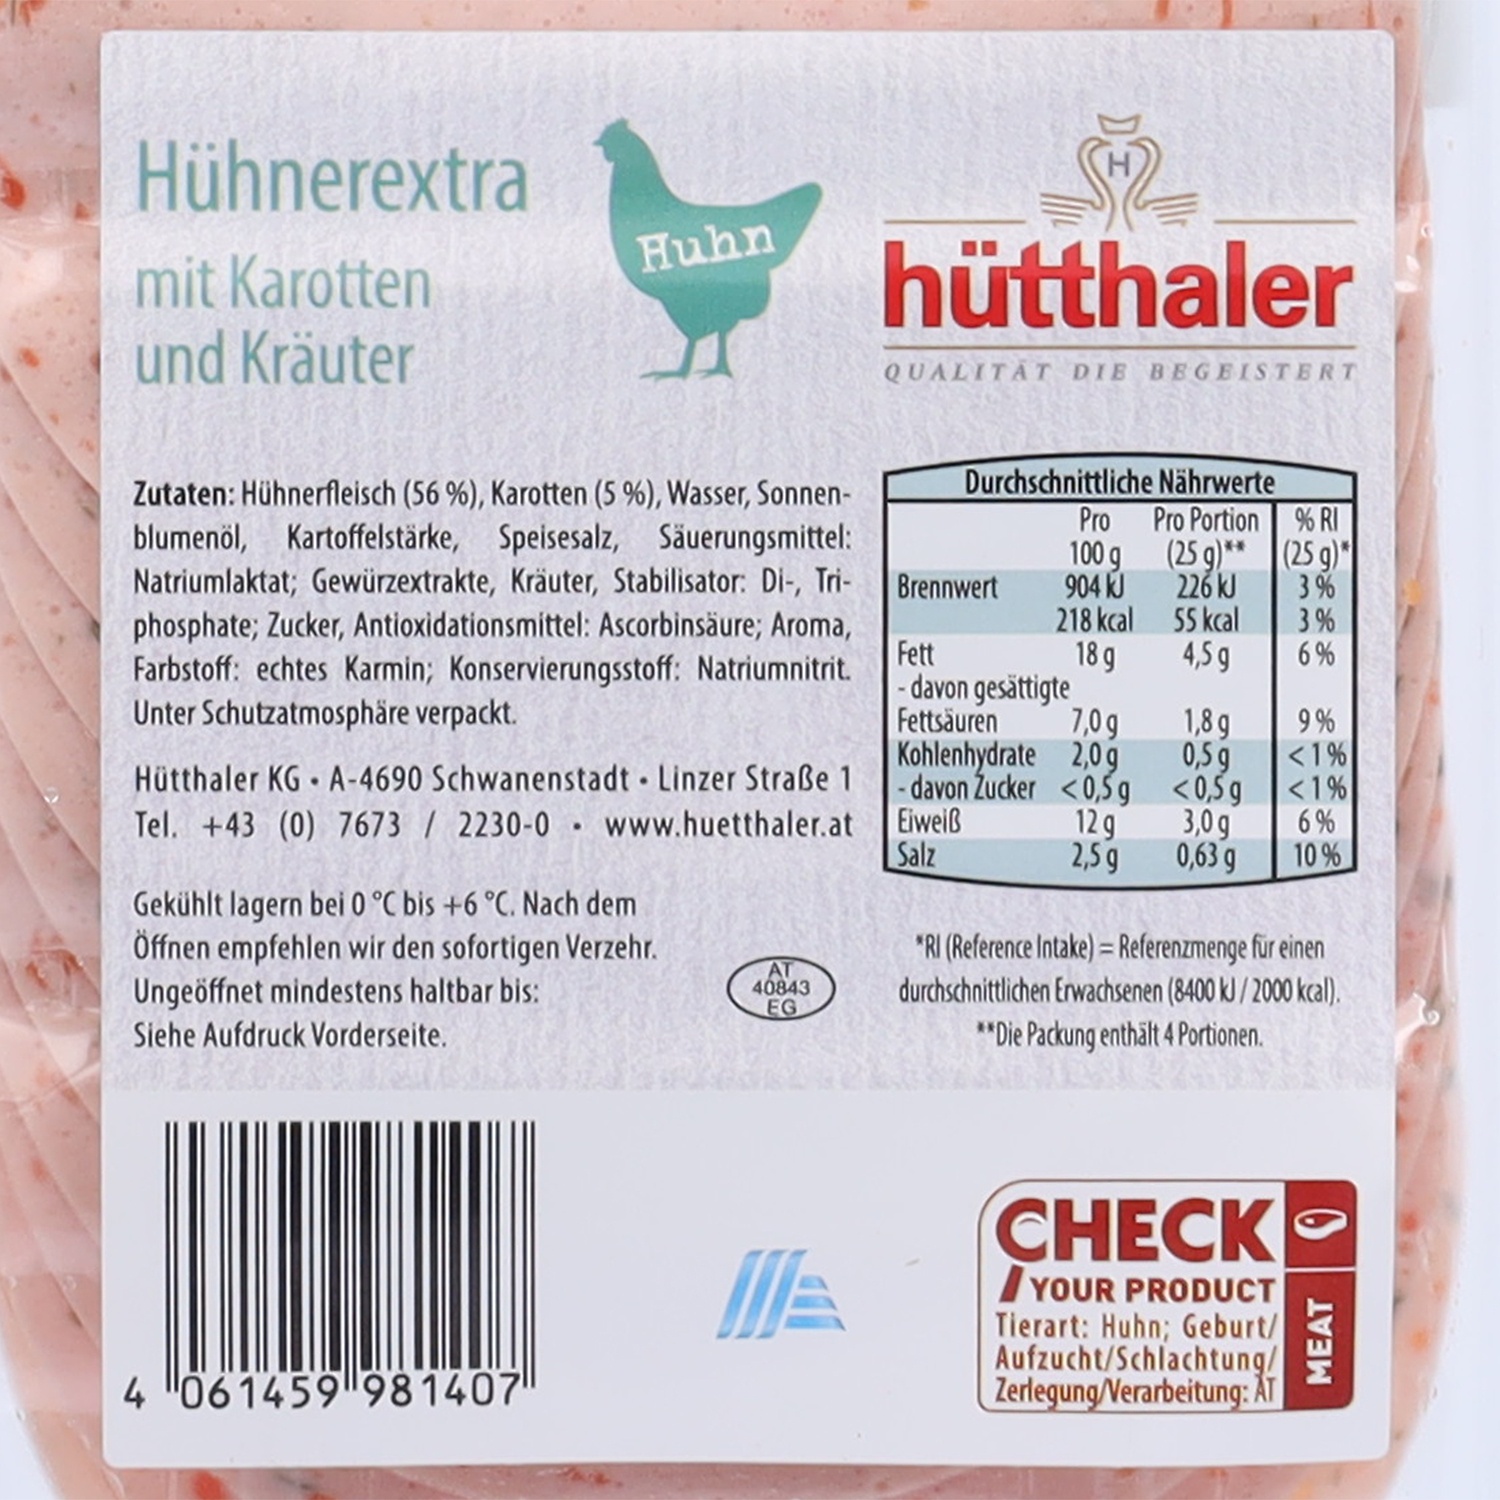 Hühnerextra
mit Karotten
und Kräuter
Huhn
H
hütthaler
QUALITÄT DIE BEGEISTERT
Zutaten: Hühnerfleisch (56 %), Karotten (5 %), Wasser, Sonnen-
blumenöl, Kartoffelstärke, Speisesalz, Säuerungsmittel:
Natriumlaktat; Gewürzextrakte, Kräuter, Stabilisator: Di-, Tri-
phosphate; Zucker, Antioxidationsmittel: Ascorbinsäure; Aroma,
Farbstoff: echtes Karmin; Konservierungsstoff: Natriumnitrit.
Unter Schutzatmosphäre verpackt.
Hütthaler KG • A-4690 Schwanenstadt • Linzer Straße 1
Tel. +43 (0) 7673 / 2230-0 • www.huetthaler.at
Gekühlt lagern bei 0 °C bis +6 °C. Nach dem
Öffnen empfehlen wir den sofortigen Verzehr.
Ungeöffnet mindestens haltbar bis:
Siehe Aufdruck Vorderseite.
AT
40843
EG
Durchschnittliche Nährwerte
Pro Pro Portion % RI
100 g (25 g)** (25 g)*
Brennwert 904 kJ 226 kJ 3 %
218 kcal 55 kcal 3 %
Fett 18 g 4,5 g 6 %
- davon gesättigte
Fettsäuren 7,0 g 1,8 g 9 %
Kohlenhydrate 2,0 g 0,5 g < 1 %
- davon Zucker < 0,5 g < 0,5 g < 1 %
Eiweiß 12 g 3,0 g 6 %
Salz 2,5 g 0,63 g 10 %
*RI (Reference Intake) = Referenzmenge für einen
durchschnittlichen Erwachsenen (8400 kJ / 2000 kcal).
**Die Packung enthält 4 Portionen.
4 061459 981407
CHECK
YOUR PRODUCT
Tierart: Huhn; Geburt/
Aufzucht/Schlachtung/
Zerlegung/Verarbeitung: AT
MEAT